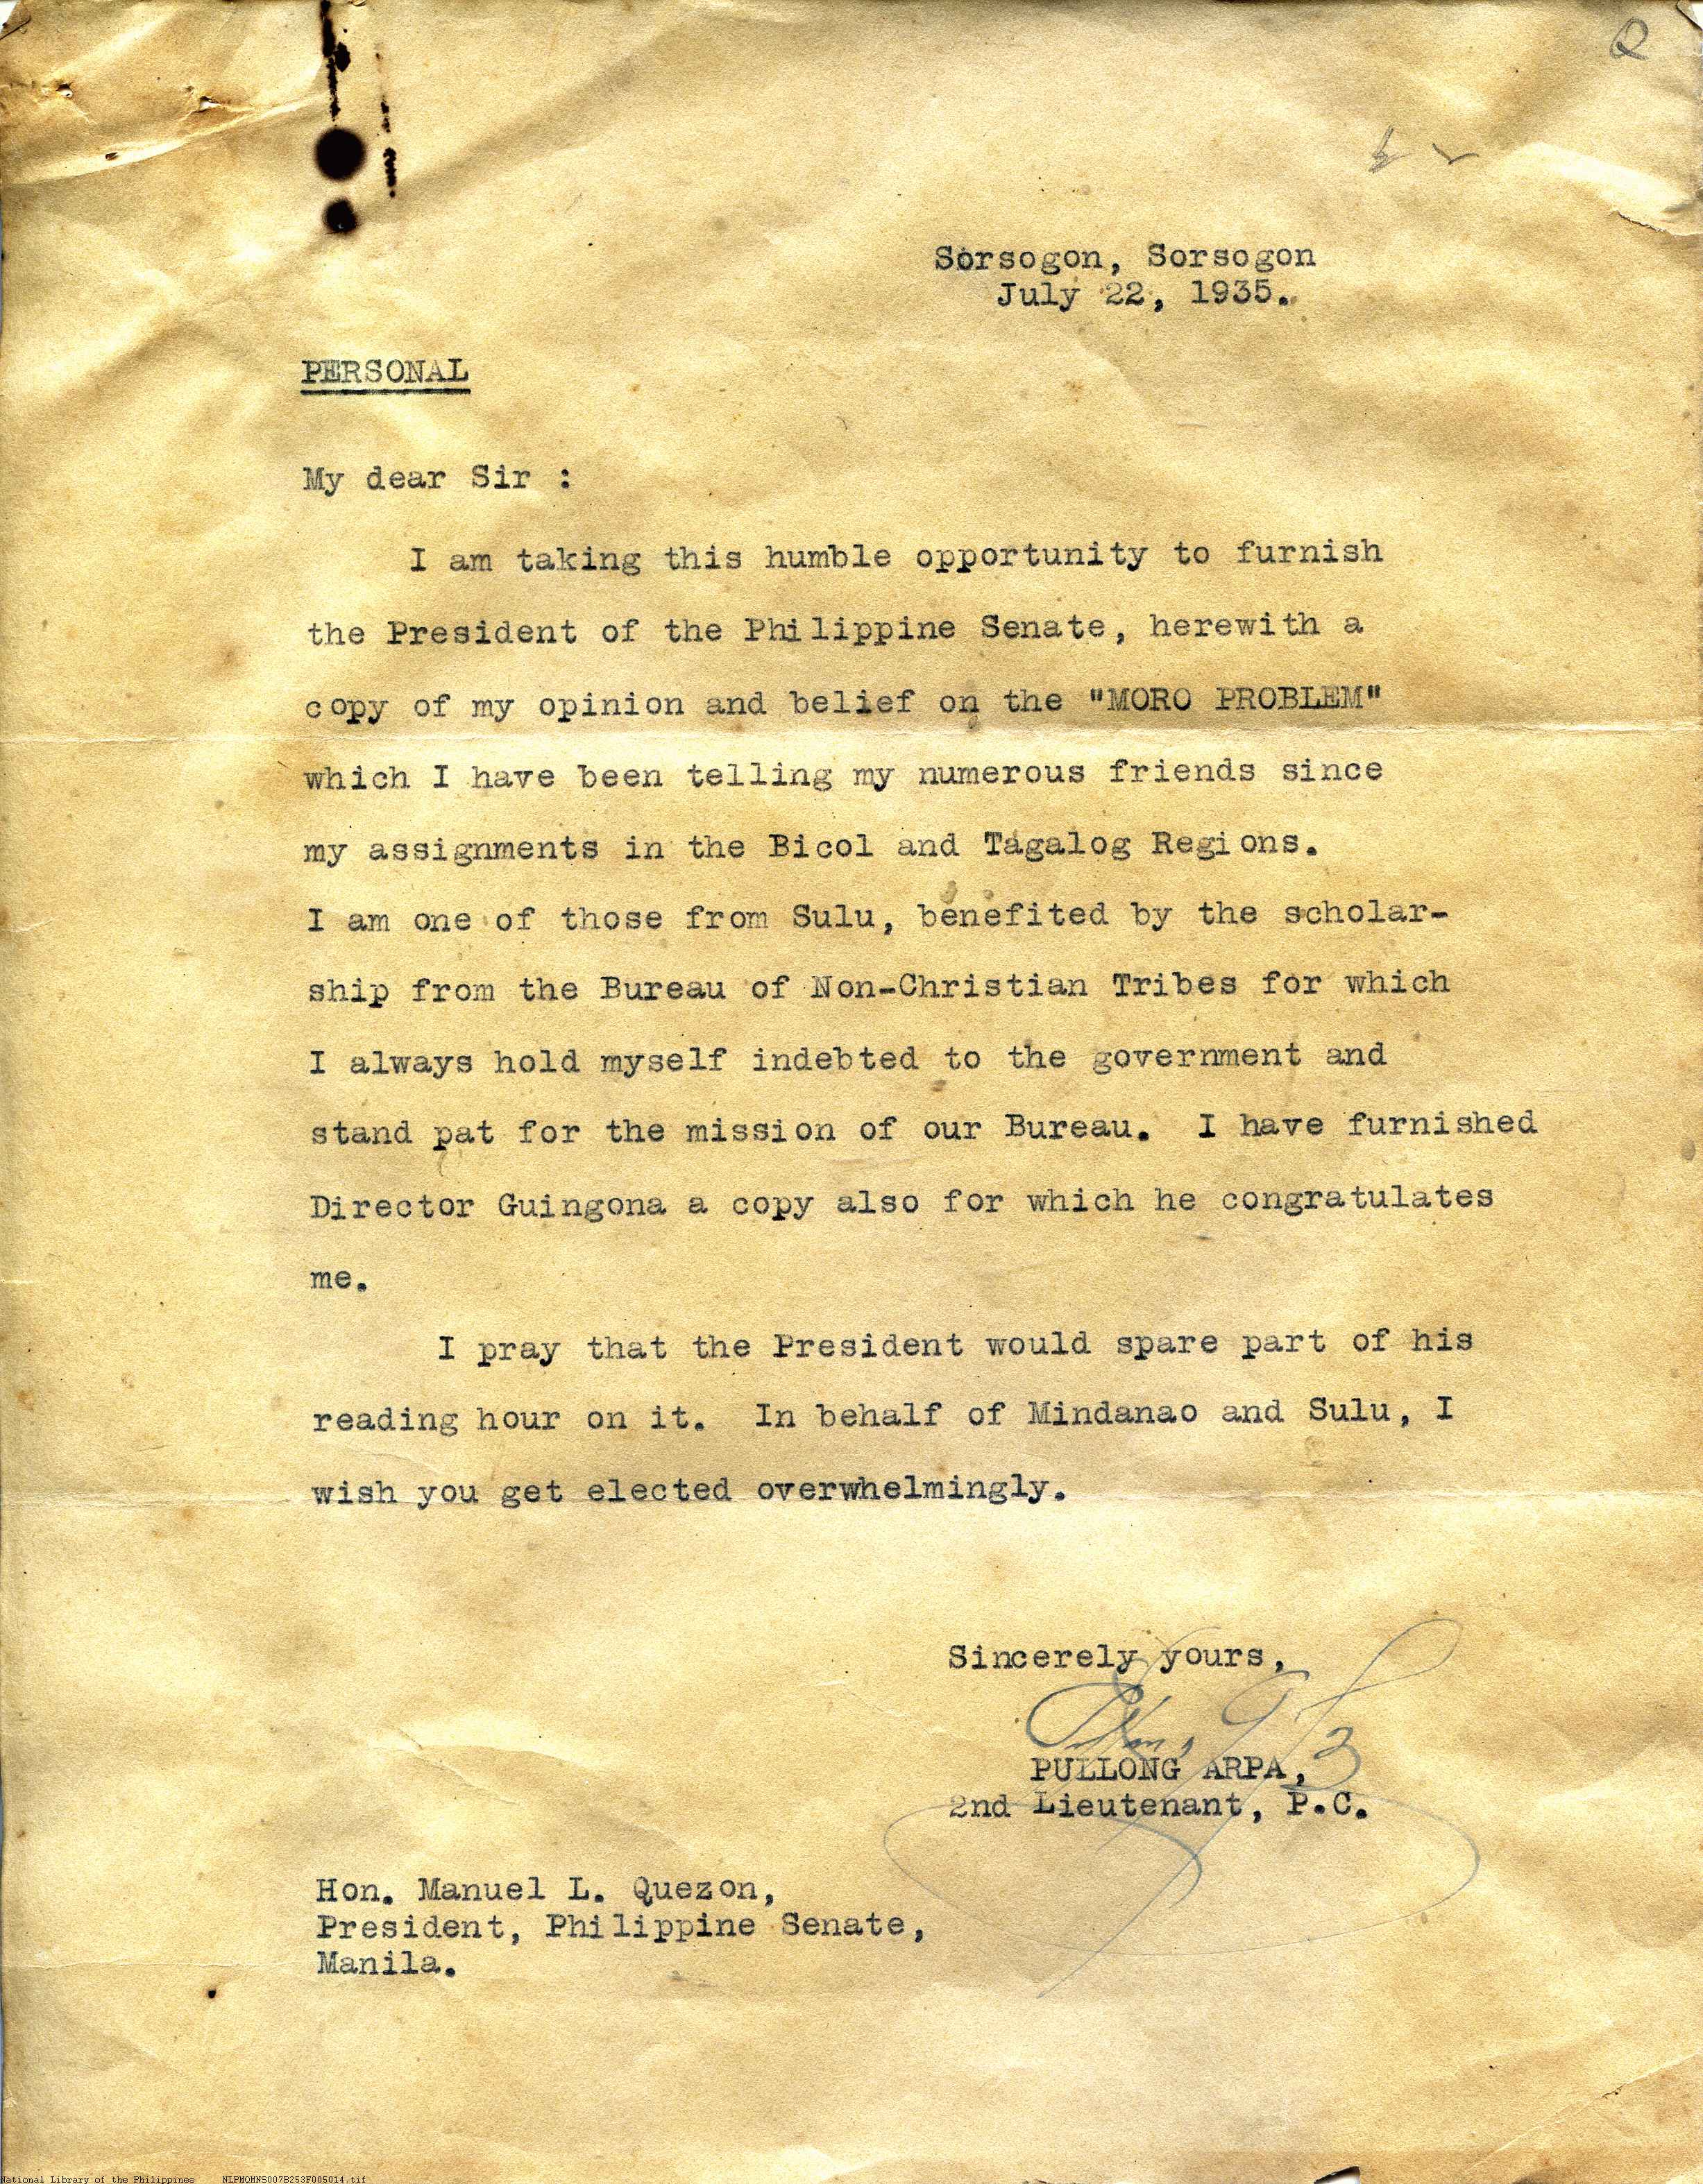 Q
Sorsogon, Sorsogon
July 22, 1935.
PERSONAL
My dear Sir :
I am taking this humble opportunity to furnish
the President of the Philippine Senate, herewith a
copy of my opinion and belief on the "MORO PROBLEM"
which I have been telling my numerous friends since
my assignments in the Bicol and Tagalog Regions.
I am one of those from Sulu, benefited by the scholar-
ship from the Bureau of Non-Christian Tribes for which
I always hold myself indebted to the government and
stand pat for the mission of our Bureau. I have furnished
Director Guingona a copy also for which he congratulates
me.
I pray that the President would spare part of his
reading hour on it. In behalf of Mindanao and Sulu, I
wish you get elected overwhelmingly.
Sincerely yours,
PULLONG ARPA,
2nd Lieutenant, P.C.
Hon. Manuel L. Quezon,
President, Philippine Senate,
Manila.
National Library of the Philippines NLPMQMNS007B253F005014.tif